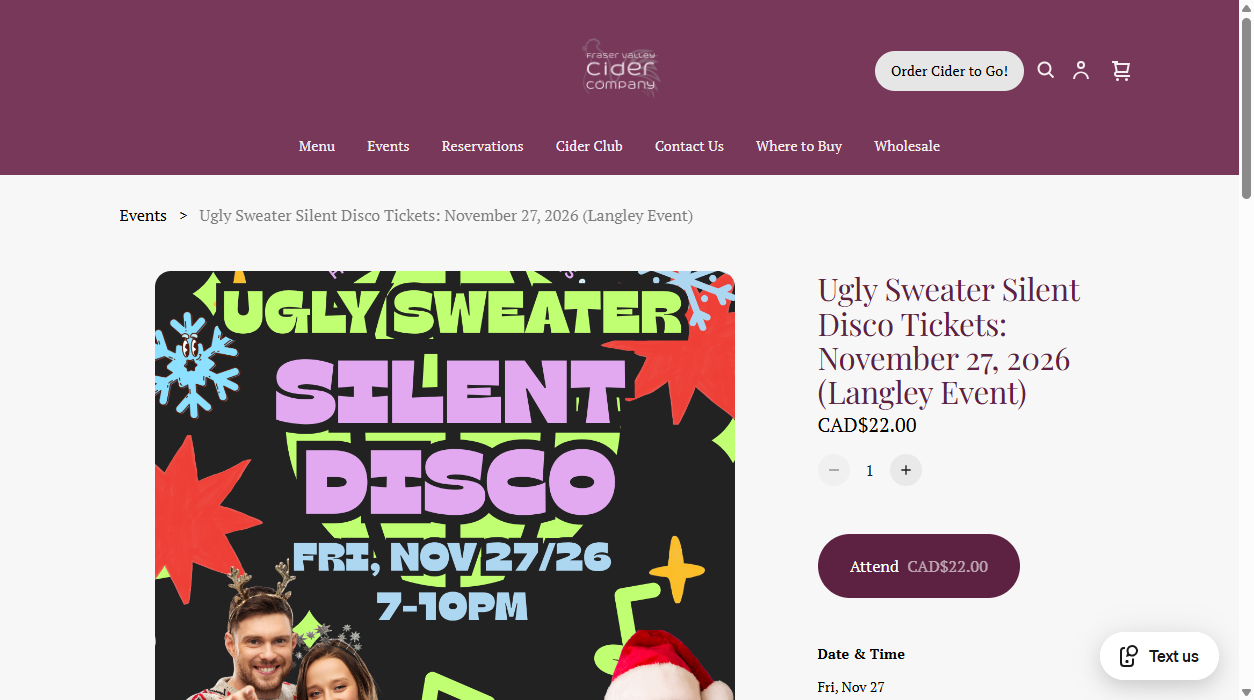 Fraser Valley
cider
company
Order Cider to Go!
Menu
Events
Reservations
Cider Club
Contact Us
Where to Buy
Wholesale
Events > Ugly Sweater Silent Disco Tickets: November 27, 2026 (Langley Event)
UGLY SWEATER
SILENT
DISCO
FRI, NOV 27/26
7-10PM
Ugly Sweater Silent
Disco Tickets:
November 27, 2026
(Langley Event)
CAD$22.00
− 1 +
Attend CAD$22.00
Date & Time
Fri, Nov 27
Text us